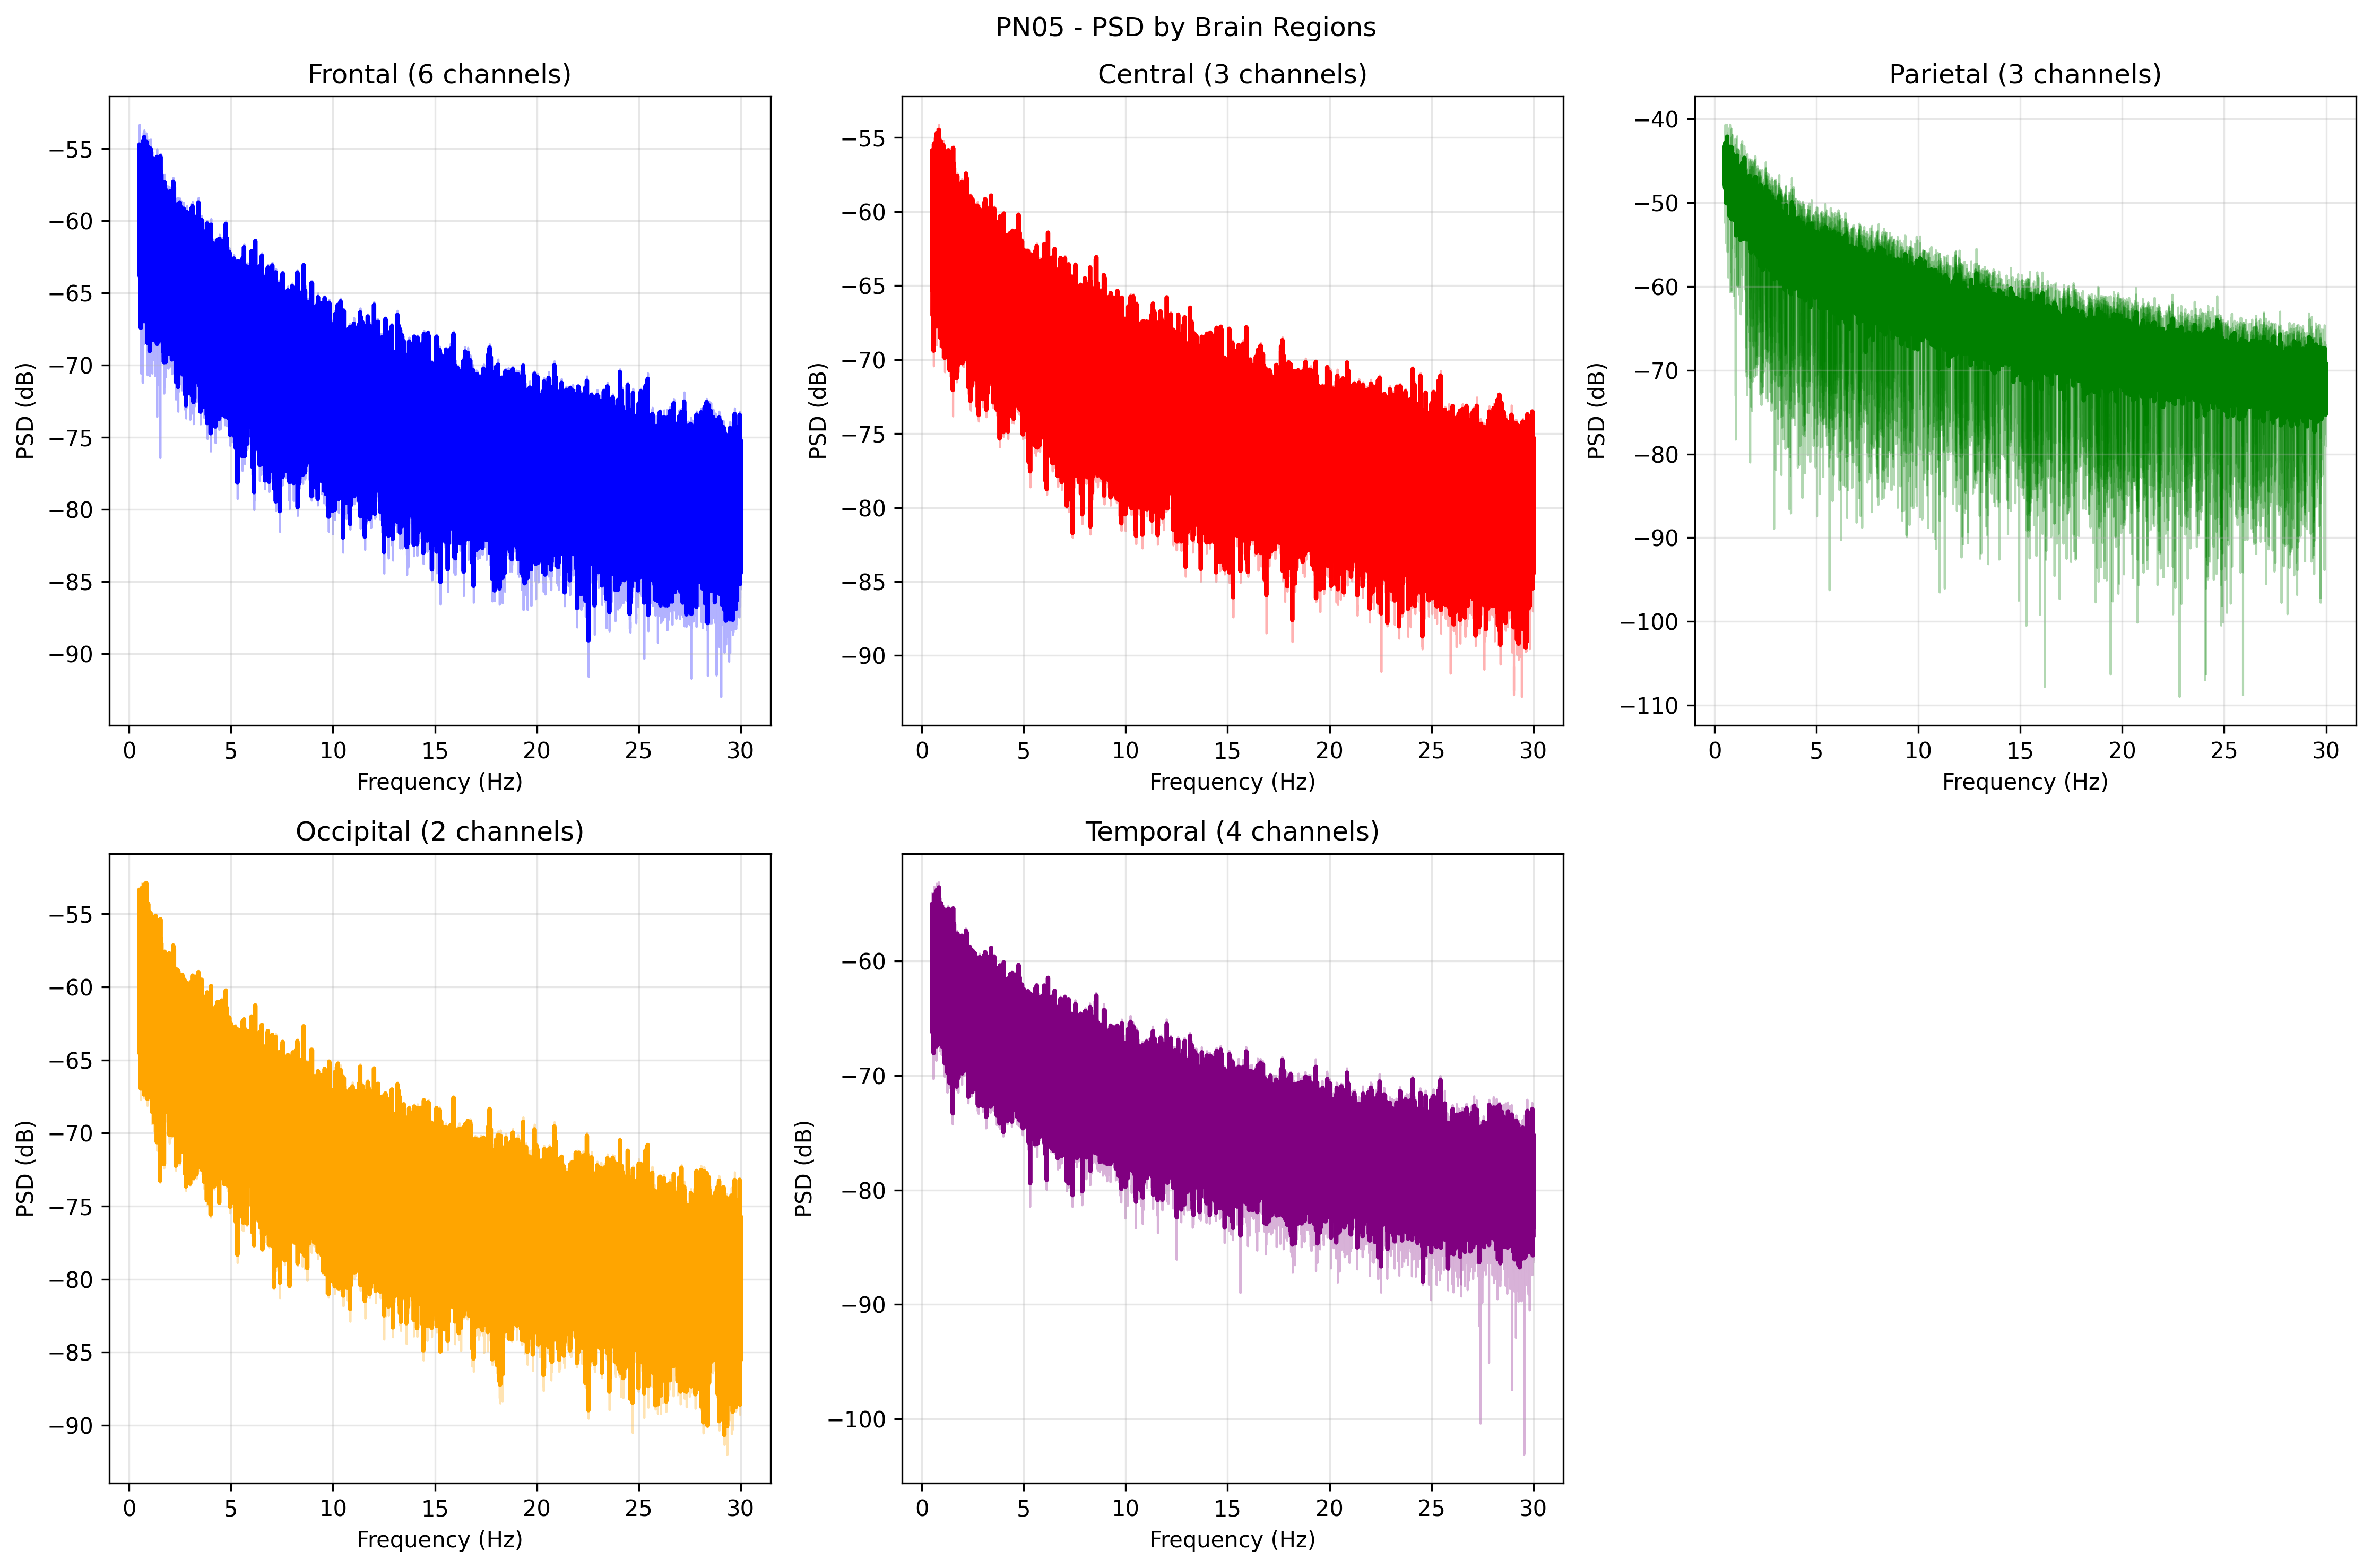 PN05 - PSD by Brain Regions
Frontal (6 channels)
Central (3 channels)
Parietal (3 channels)
PSD (dB)
−55
−60
−65
−70
−75
−80
−85
−90
0 5 10 15 20 25 30
Frequency (Hz)
PSD (dB)
−55
−60
−65
−70
−75
−80
−85
−90
0 5 10 15 20 25 30
Frequency (Hz)
PSD (dB)
−40
−50
−60
−70
−80
−90
−100
−110
0 5 10 15 20 25 30
Frequency (Hz)
Occipital (2 channels)
Temporal (4 channels)
PSD (dB)
−55
−60
−65
−70
−75
−80
−85
−90
0 5 10 15 20 25 30
Frequency (Hz)
PSD (dB)
−60
−70
−80
−90
−100
0 5 10 15 20 25 30
Frequency (Hz)